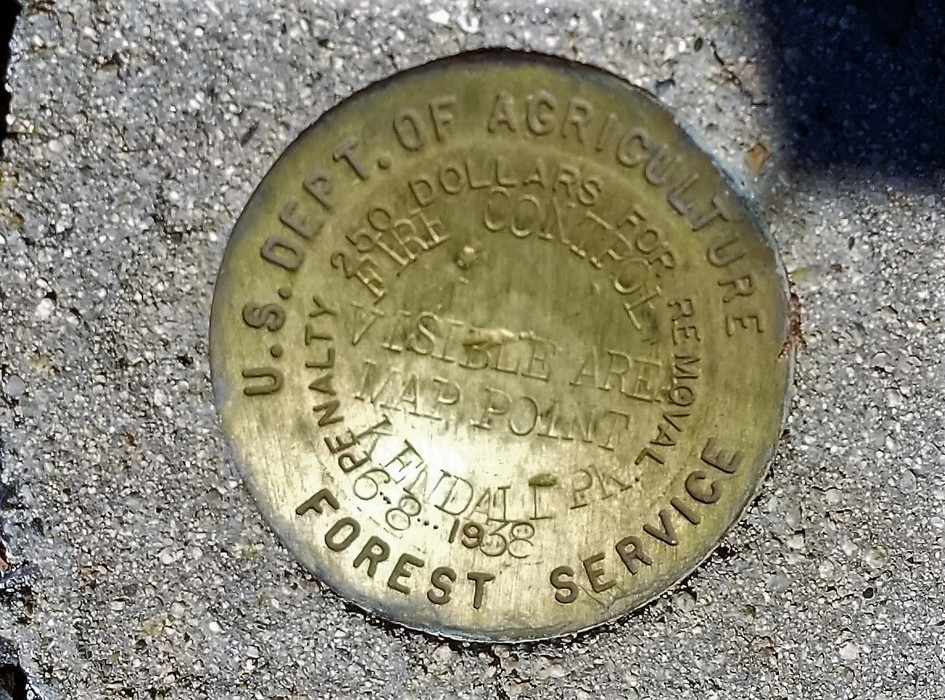 U.S. DEPT. OF AGRICULTURE
FOREST SERVICE
PENALTY 250 DOLLARS FOR REMOVAL
FIRE CONTROL
VISIBLE AREA
MAP POINT
KENDALL PK.
6-8-1938